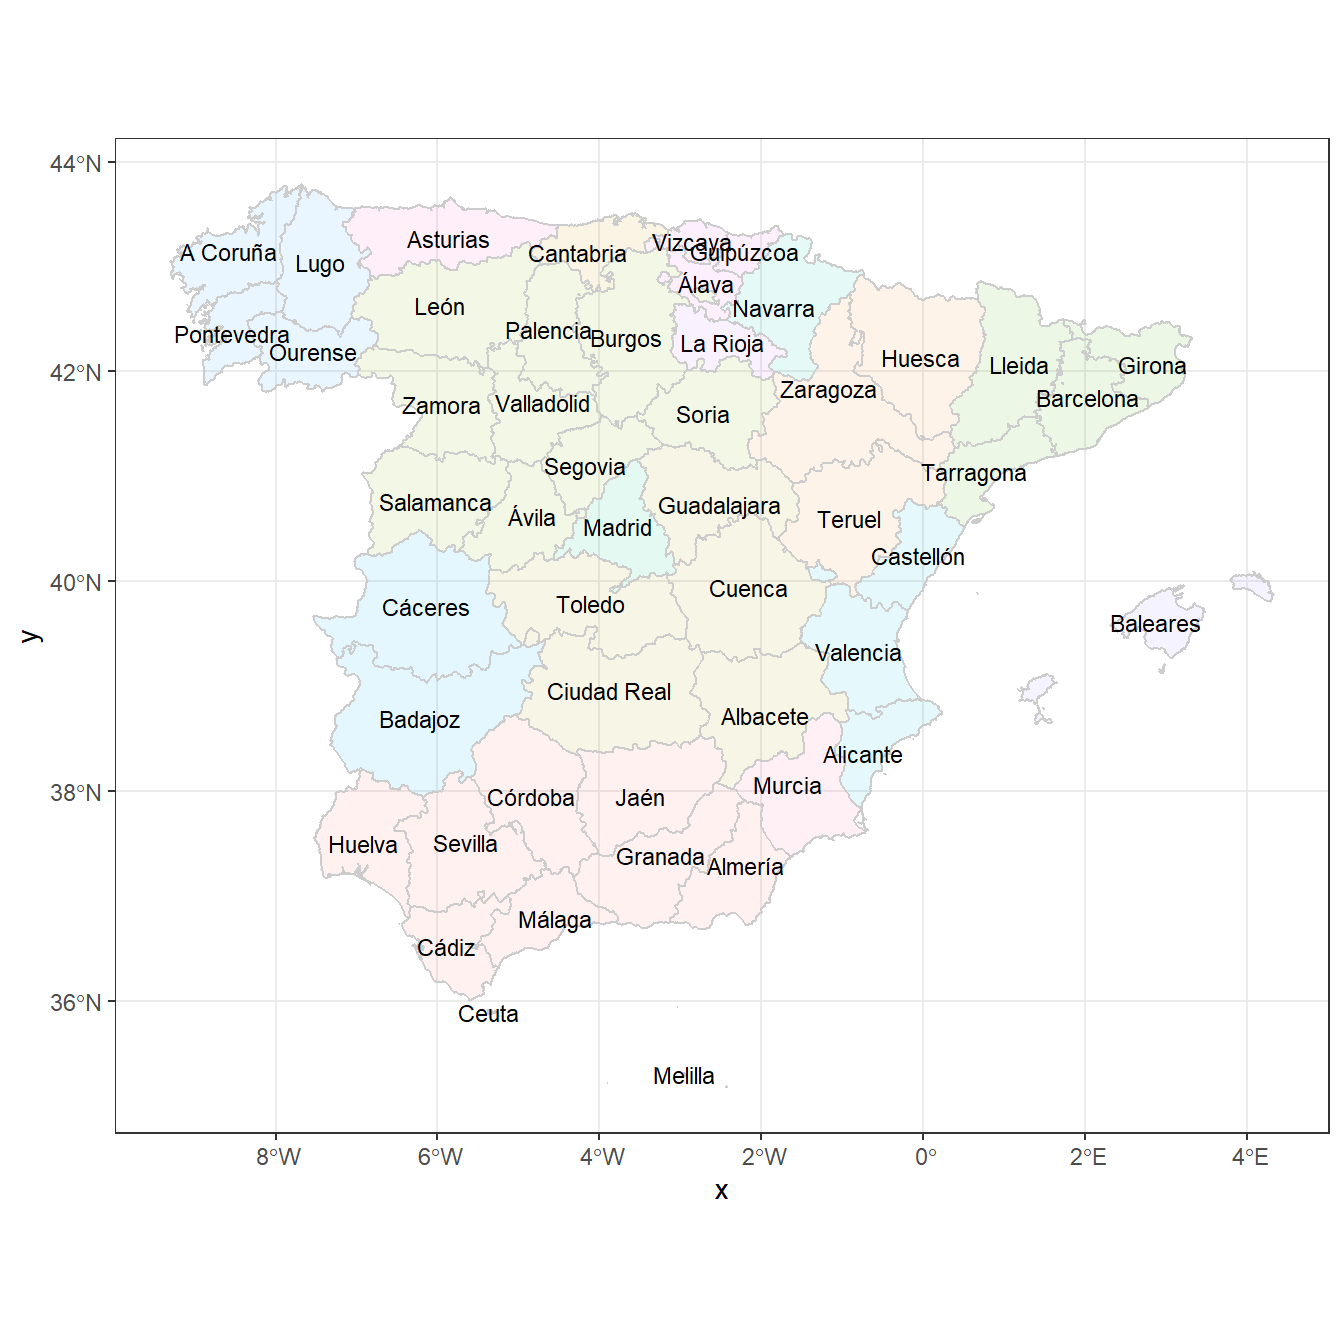 44°N
42°N
40°N
38°N
36°N
y
Asturias
A Coruña
Lugo
Cantabria
Vizcaya
Guipúzcoa
Álava
Navarra
León
Pontevedra
Ourense
Palencia
Burgos
La Rioja
Huesca
Lleida
Girona
Zaragoza
Barcelona
Zamora
Valladolid
Soria
Segovia
Tarragona
Salamanca
Ávila
Madrid
Guadalajara
Teruel
Castellón
Cáceres
Toledo
Cuenca
Baleares
Valencia
Ciudad Real
Badajoz
Albacete
Alicante
Murcia
Córdoba
Jaén
Huelva
Sevilla
Granada
Almería
Málaga
Cádiz
Ceuta
Melilla
8°W
6°W
4°W
2°W
0°
2°E
4°E
x